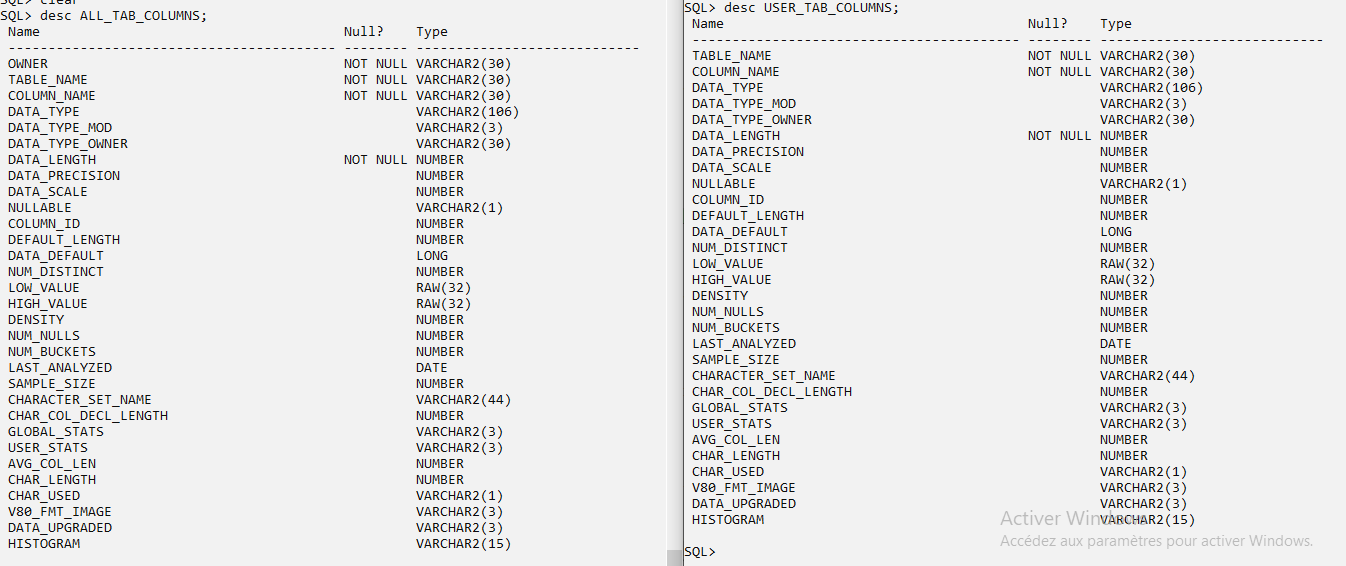 SQL> clear
SQL> desc ALL_TAB_COLUMNS;
Name Null? Type
----------------------------------------- -------- ----------------------------
OWNER NOT NULL VARCHAR2(30)
TABLE_NAME NOT NULL VARCHAR2(30)
COLUMN_NAME NOT NULL VARCHAR2(30)
DATA_TYPE VARCHAR2(106)
DATA_TYPE_MOD VARCHAR2(3)
DATA_TYPE_OWNER VARCHAR2(30)
DATA_LENGTH NOT NULL NUMBER
DATA_PRECISION NUMBER
DATA_SCALE NUMBER
NULLABLE VARCHAR2(1)
COLUMN_ID NUMBER
DEFAULT_LENGTH NUMBER
DATA_DEFAULT LONG
NUM_DISTINCT NUMBER
LOW_VALUE RAW(32)
HIGH_VALUE RAW(32)
DENSITY NUMBER
NUM_NULLS NUMBER
NUM_BUCKETS NUMBER
LAST_ANALYZED DATE
SAMPLE_SIZE NUMBER
CHARACTER_SET_NAME VARCHAR2(44)
CHAR_COL_DECL_LENGTH NUMBER
GLOBAL_STATS VARCHAR2(3)
USER_STATS VARCHAR2(3)
AVG_COL_LEN NUMBER
CHAR_LENGTH NUMBER
CHAR_USED VARCHAR2(1)
V80_FMT_IMAGE VARCHAR2(3)
DATA_UPGRADED VARCHAR2(3)
HISTOGRAM VARCHAR2(15)
SQL> desc USER_TAB_COLUMNS;
Name Null? Type
----------------------------------------- -------- ----------------------------
TABLE_NAME NOT NULL VARCHAR2(30)
COLUMN_NAME NOT NULL VARCHAR2(30)
DATA_TYPE VARCHAR2(106)
DATA_TYPE_MOD VARCHAR2(3)
DATA_TYPE_OWNER VARCHAR2(30)
DATA_LENGTH NOT NULL NUMBER
DATA_PRECISION NUMBER
DATA_SCALE NUMBER
NULLABLE VARCHAR2(1)
COLUMN_ID NUMBER
DEFAULT_LENGTH NUMBER
DATA_DEFAULT LONG
NUM_DISTINCT NUMBER
LOW_VALUE RAW(32)
HIGH_VALUE RAW(32)
DENSITY NUMBER
NUM_NULLS NUMBER
NUM_BUCKETS NUMBER
LAST_ANALYZED DATE
SAMPLE_SIZE NUMBER
CHARACTER_SET_NAME VARCHAR2(44)
CHAR_COL_DECL_LENGTH NUMBER
GLOBAL_STATS VARCHAR2(3)
USER_STATS VARCHAR2(3)
AVG_COL_LEN NUMBER
CHAR_LENGTH NUMBER
CHAR_USED VARCHAR2(1)
V80_FMT_IMAGE VARCHAR2(3)
DATA_UPGRADED VARCHAR2(3)
HISTOGRAM VARCHAR2(15)
SQL>
Activer Windows
Accédez aux paramètres pour activer Windows.